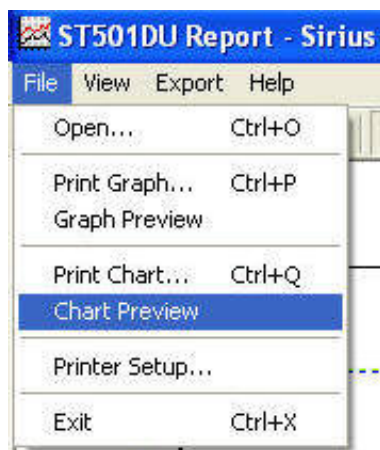 ST501DU Report - Sirius
File View Export Help
Open... Ctrl+O
Print Graph... Ctrl+P
Graph Preview
Print Chart... Ctrl+Q
Chart Preview
Printer Setup...
Exit Ctrl+X